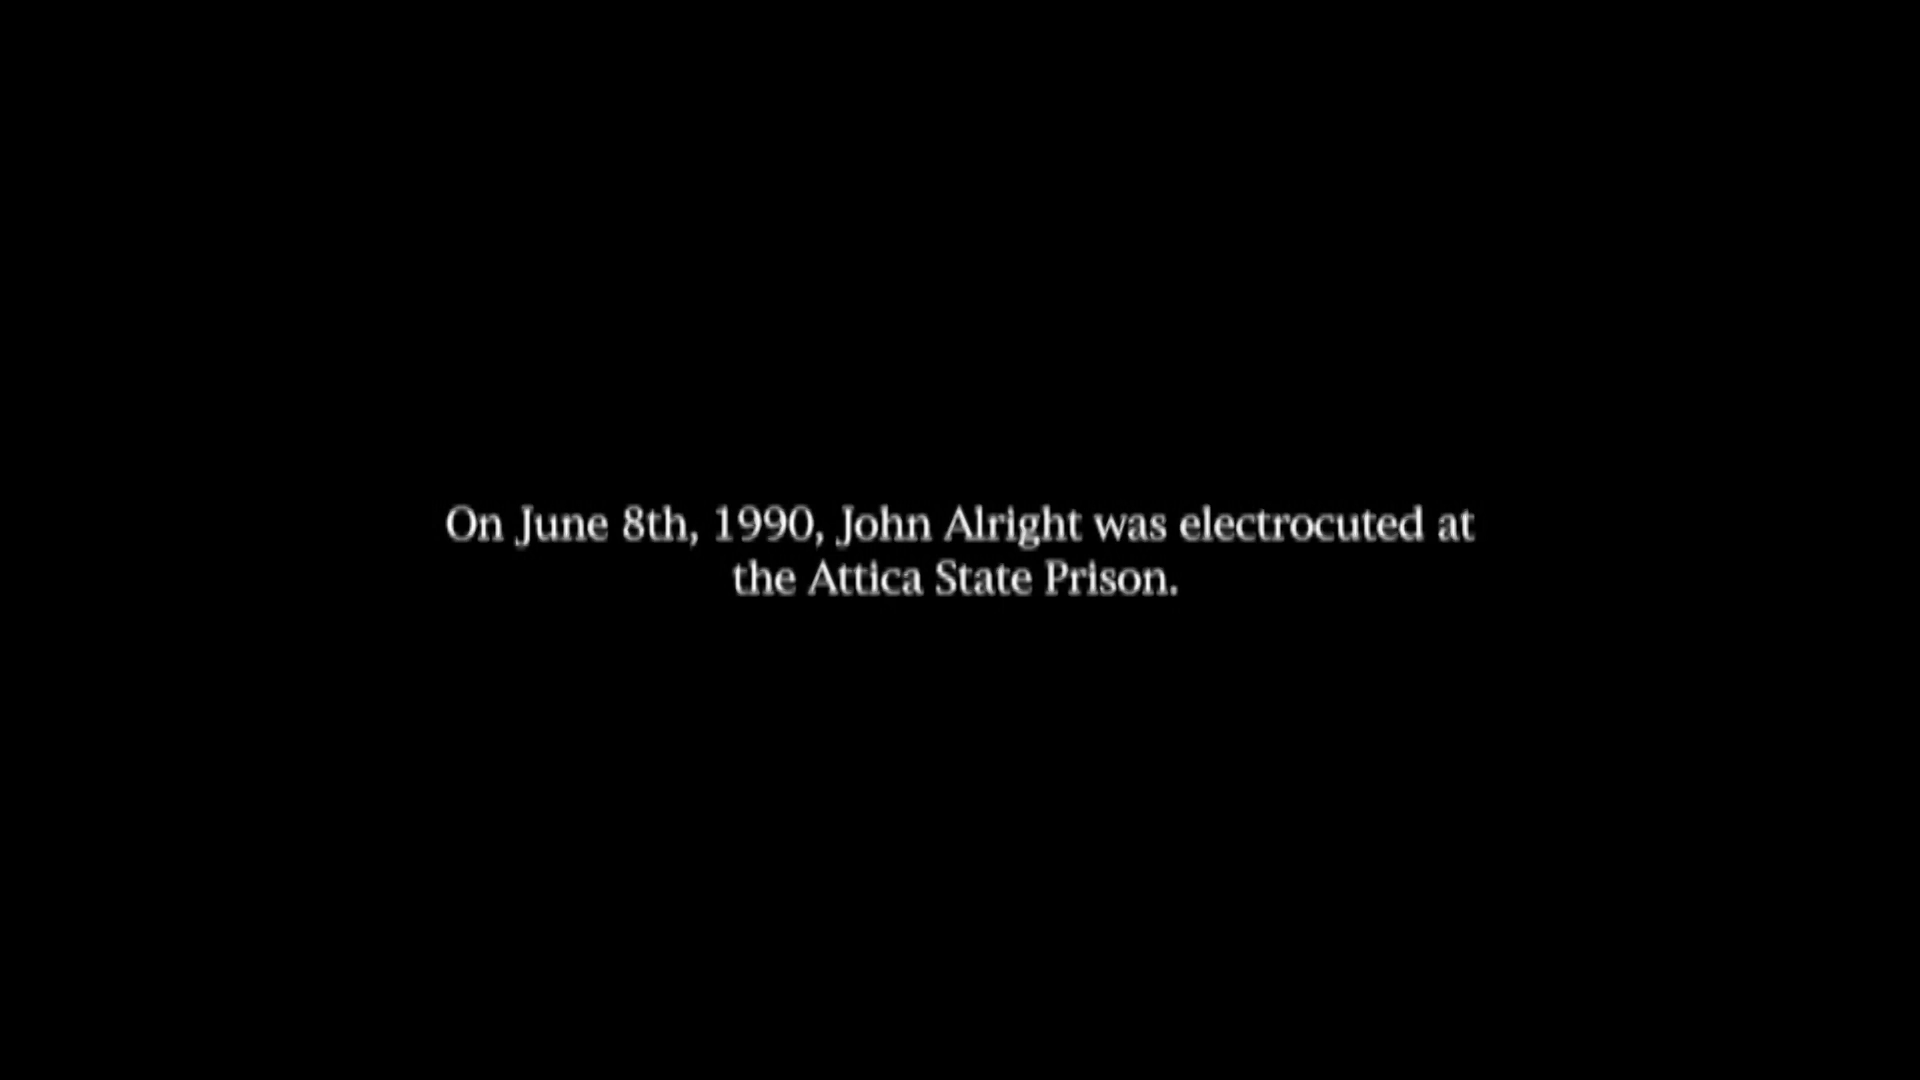 On June 8th, 1990, John Alright was electrocuted at
the Attica State Prison.